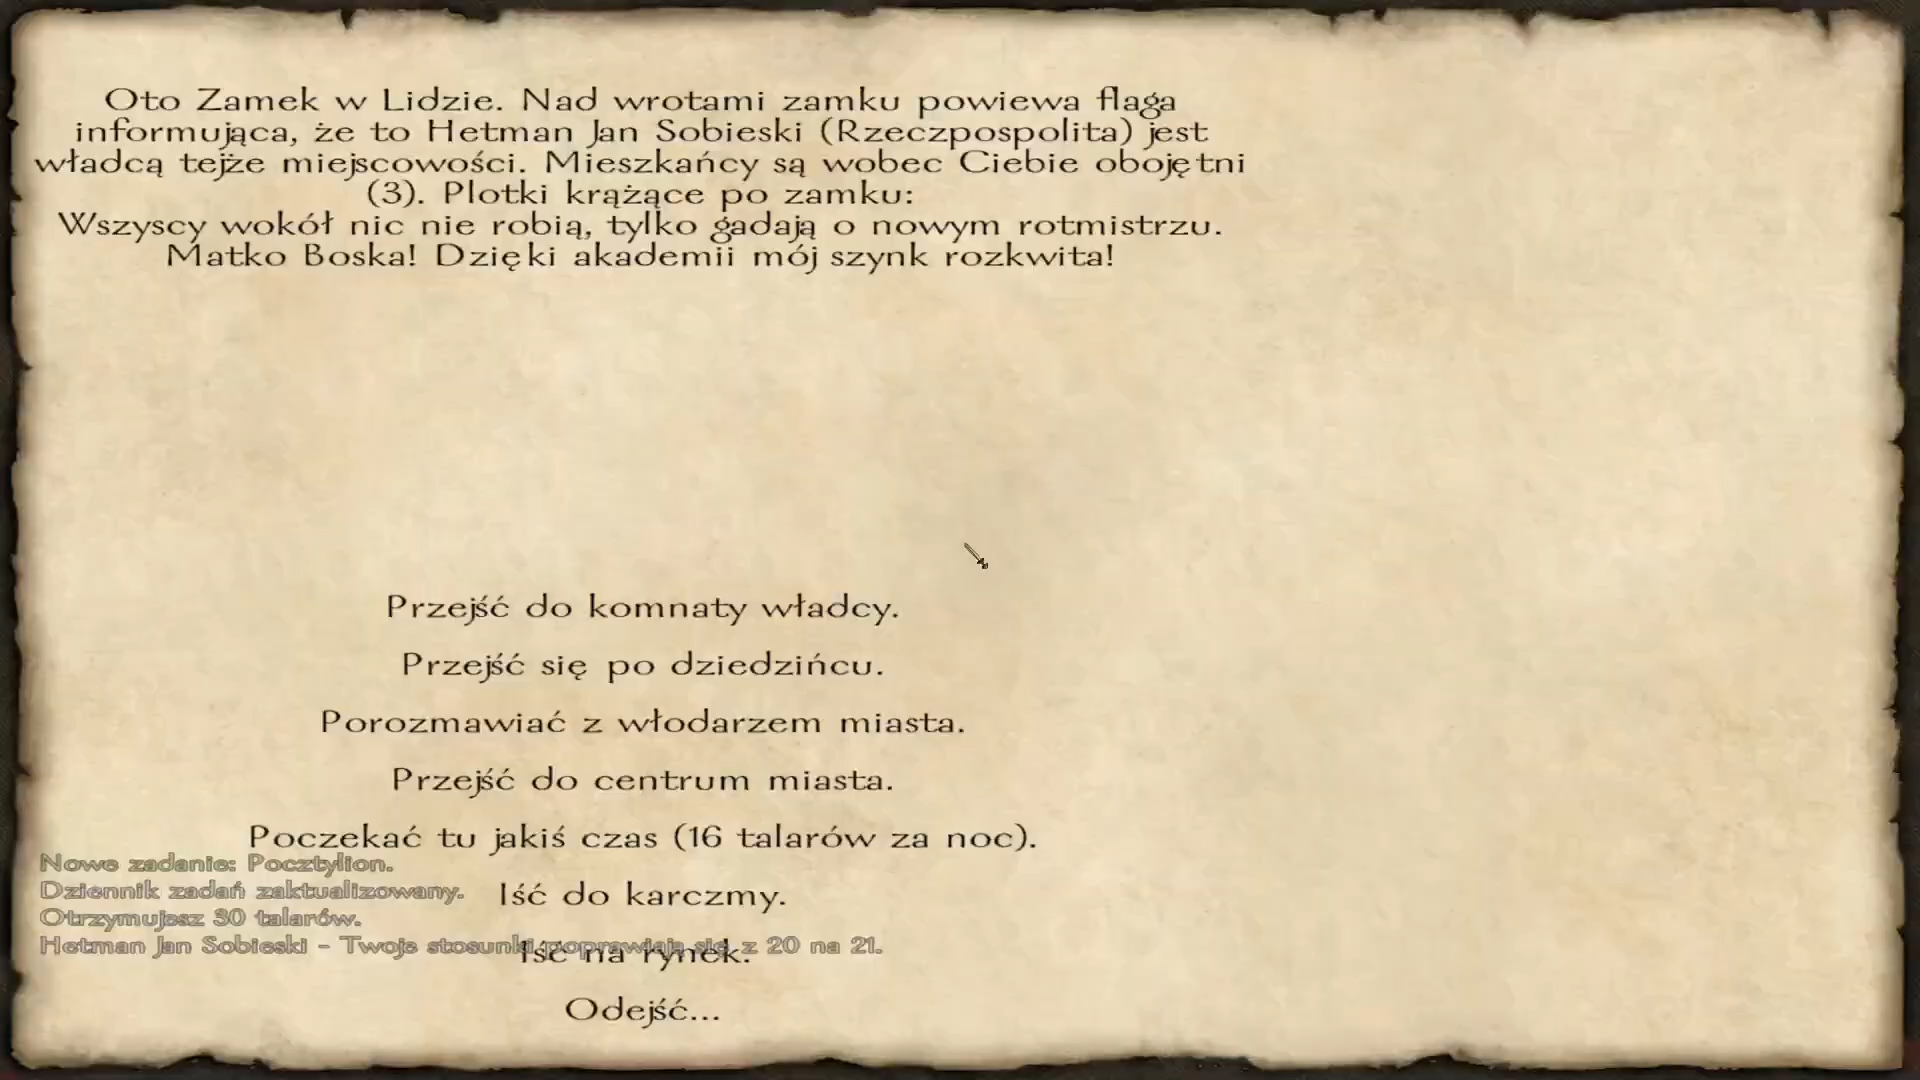 Oto Zamek w Lidzie. Nad wrotami zamku powiewa flaga
informująca, że to Hetman Jan Sobieski (Rzeczpospolita) jest
władcą tejże miejscowości. Mieszkańcy są wobec Ciebie obojętni
(3). Plotki krążące po zamku:
Wszyscy wokół nic nie robią, tylko gadają o nowym rotmistrzu.
Matko Boska! Dzięki akademii mój szynk rozkwita!
Przejść do komnaty władcy.
Przejść się po dziedzińcu.
Porozmawiać z włodarzem miasta.
Przejść do centrum miasta.
Poczekać tu jakiś czas (16 talarów za noc).
Nowe zadanie: Pocztylion.
Dziennik zadań zaktualizowany.
Iść do karczmy.
Otrzymujesz 30 talarów.
Hetman Jan Sobieski - Twoje stosunki poprawiają się z 20 na 21.
Iść na rynek.
Odejść...